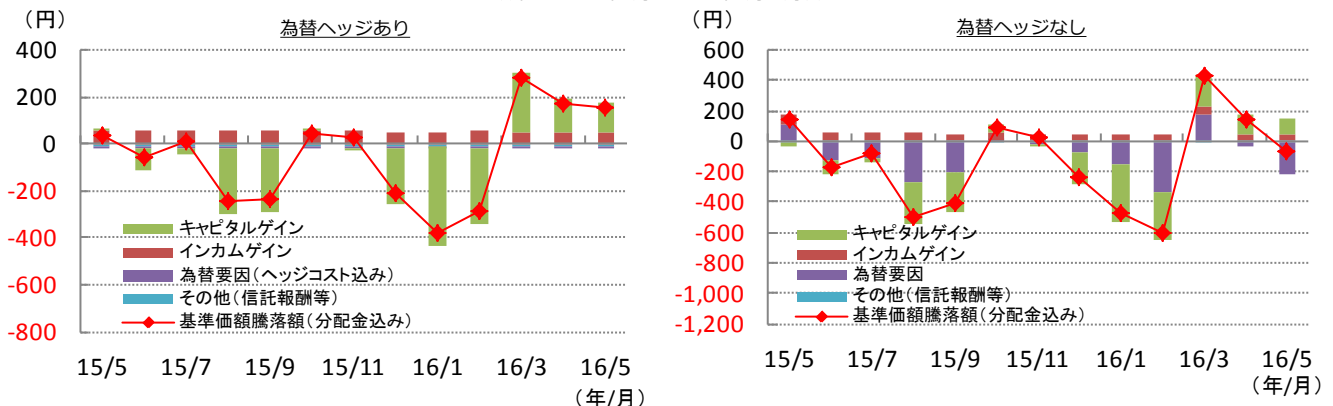 (円)
為替ヘッジあり
400
200
0
-200
-400
-600
-800
キャピタルゲイン
インカムゲイン
為替要因(ヘッジコスト込み)
その他(信託報酬等)
基準価額騰落額(分配金込み)
15/5 15/7 15/9 15/11 16/1 16/3 16/5
(年/月)
(円)
為替ヘッジなし
600
400
200
0
-200
-400
-600
-800
-1,000
-1,200
キャピタルゲイン
インカムゲイン
為替要因
その他(信託報酬等)
基準価額騰落額(分配金込み)
15/5 15/7 15/9 15/11 16/1 16/3 16/5
(年/月)